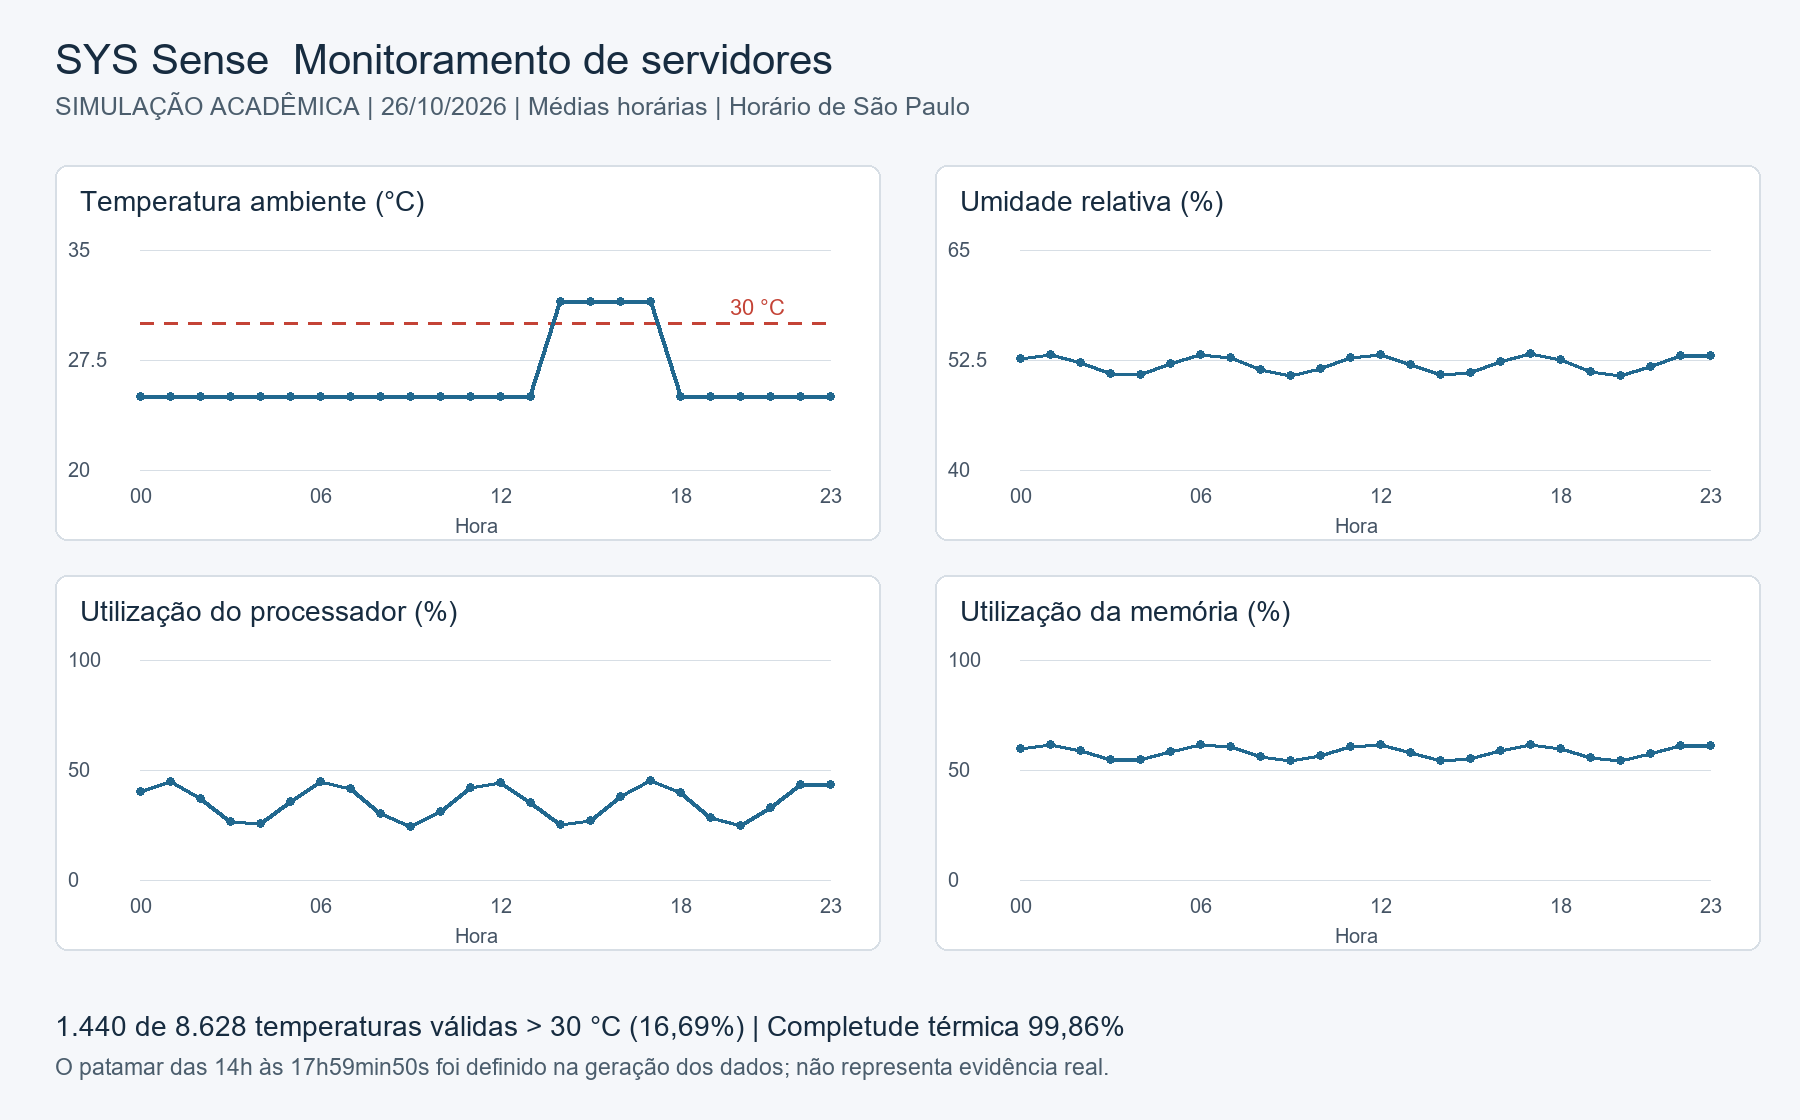 SYS Sense  Monitoramento de servidores
SIMULAÇÃO ACADÊMICA | 26/10/2026 | Médias horárias | Horário de São Paulo
Temperatura ambiente (°C)
35
30 °C
27.5
20
00 06 12 18 23
Hora
Umidade relativa (%)
65
52.5
40
00 06 12 18 23
Hora
Utilização do processador (%)
100
50
0
00 06 12 18 23
Hora
Utilização da memória (%)
100
50
0
00 06 12 18 23
Hora
1.440 de 8.628 temperaturas válidas > 30 °C (16,69%) | Completude térmica 99,86%
O patamar das 14h às 17h59min50s foi definido na geração dos dados; não representa evidência real.